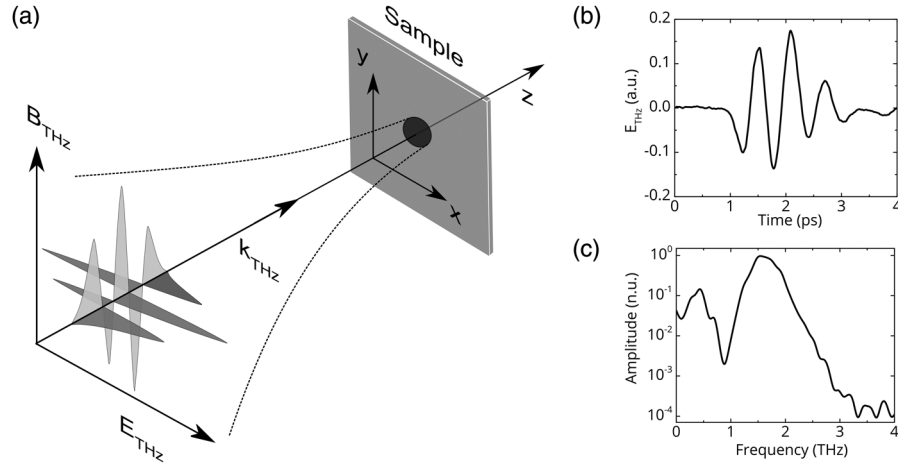 (a)
Sample
y
x
z
B_THz
k_THz
E_THz
(b)
E_THz (a.u.)
0.2
0.1
0.0
-0.1
-0.2
0 1 2 3 4
Time (ps)
(c)
Amplitude (n.u.)
10^0
10^-1
10^-2
10^-3
10^-4
0 1 2 3 4
Frequency (THz)